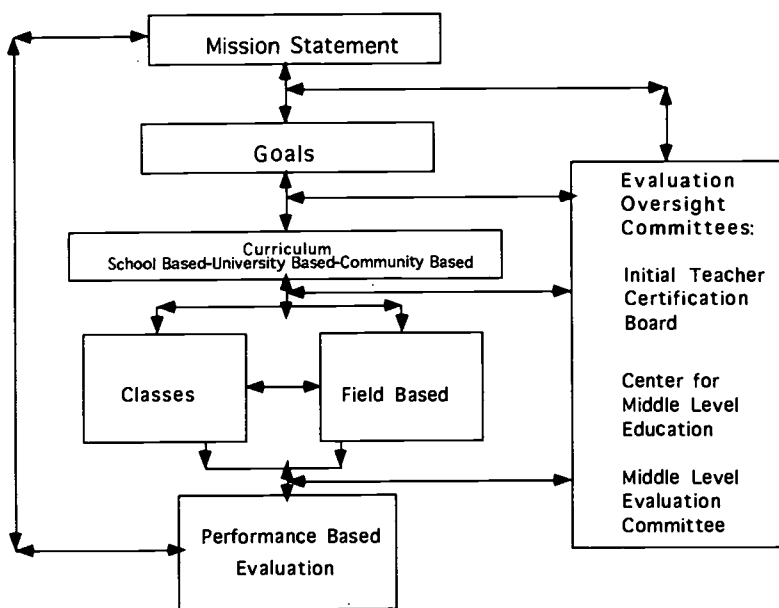 Mission Statement
Goals
Curriculum
School Based-University Based-Community Based
Classes
Field Based
Performance Based
Evaluation
Evaluation
Oversight
Committees:
Initial Teacher
Certification
Board
Center for
Middle Level
Education
Middle Level
Evaluation
Committee